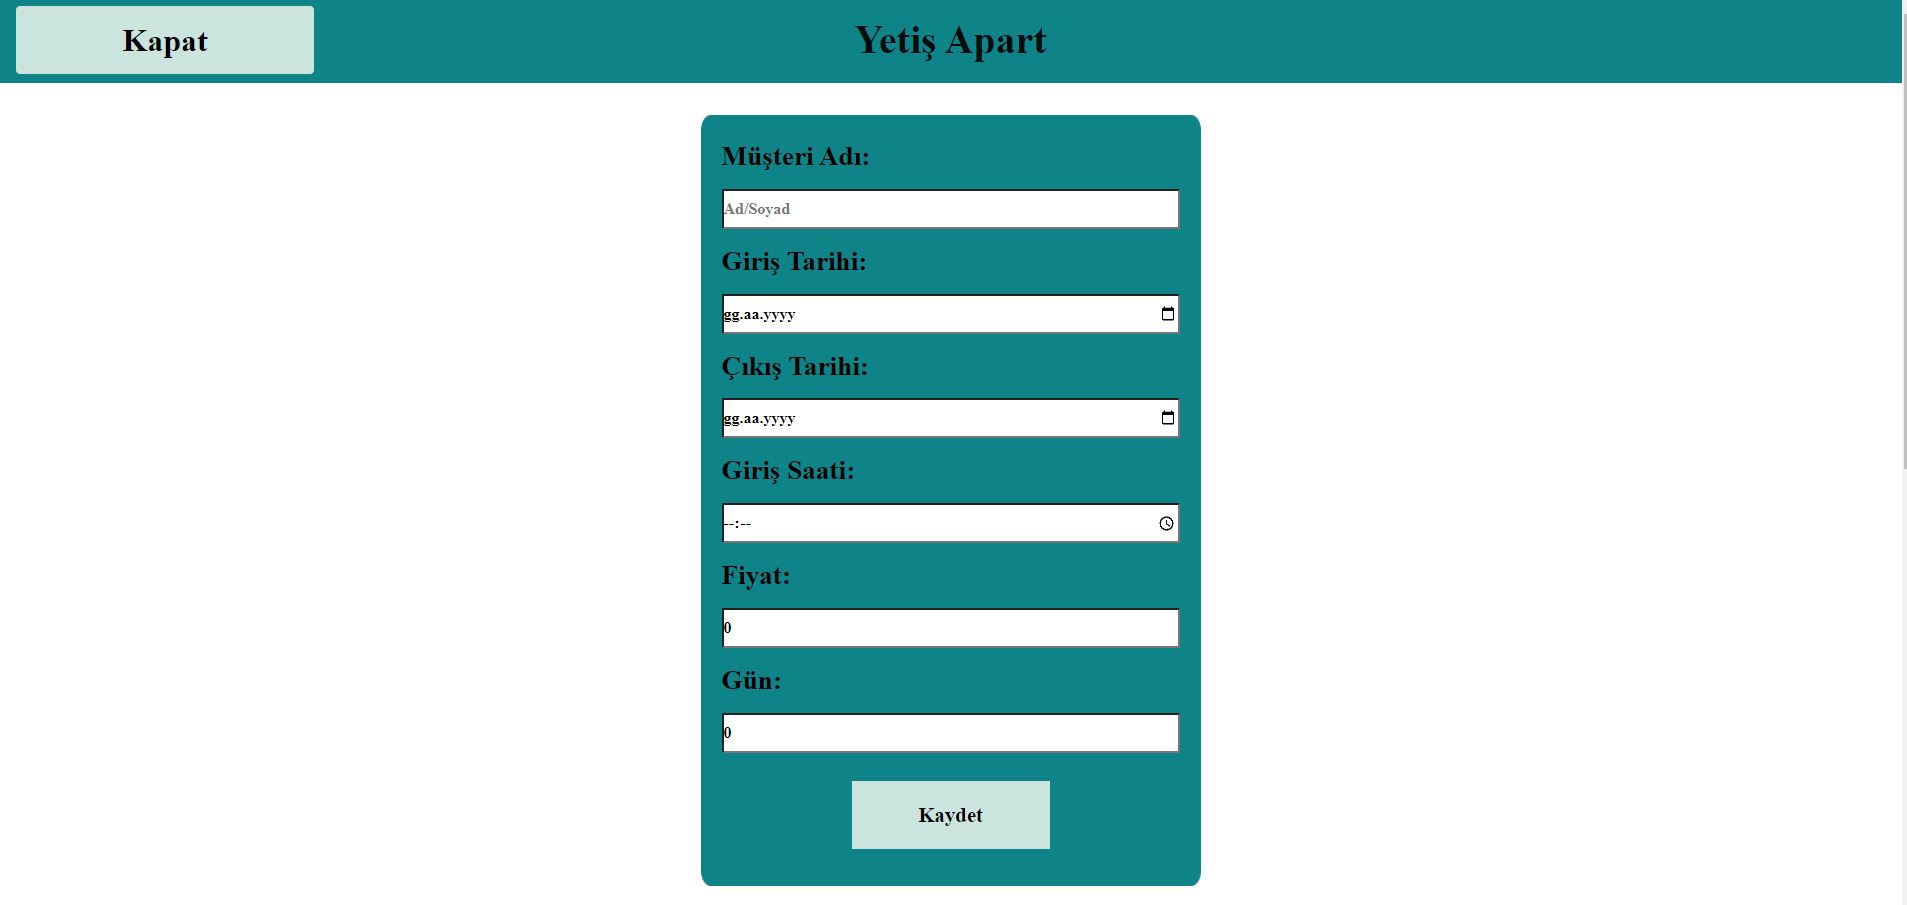 Kapat
Yetiş Apart
Müşteri Adı:
Ad/Soyad
Giriş Tarihi:
gg.aa.yyyy
Çıkış Tarihi:
gg.aa.yyyy
Giriş Saati:
--:--
Fiyat:
0
Gün:
0
Kaydet